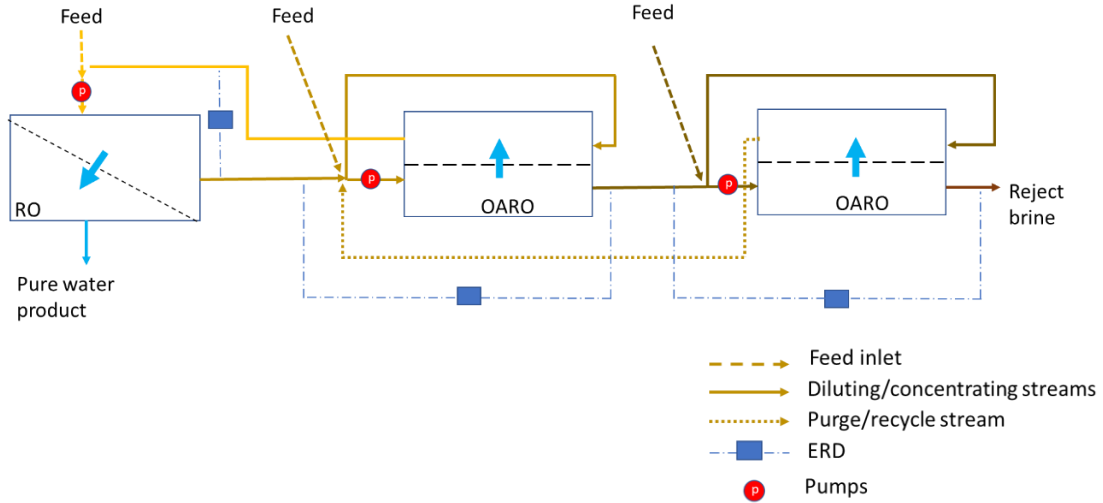 Feed
Feed
Feed
P
P
P
RO
OARO
OARO
Reject
brine
Pure water
product
Feed inlet
Diluting/concentrating streams
Purge/recycle stream
ERD
P
Pumps